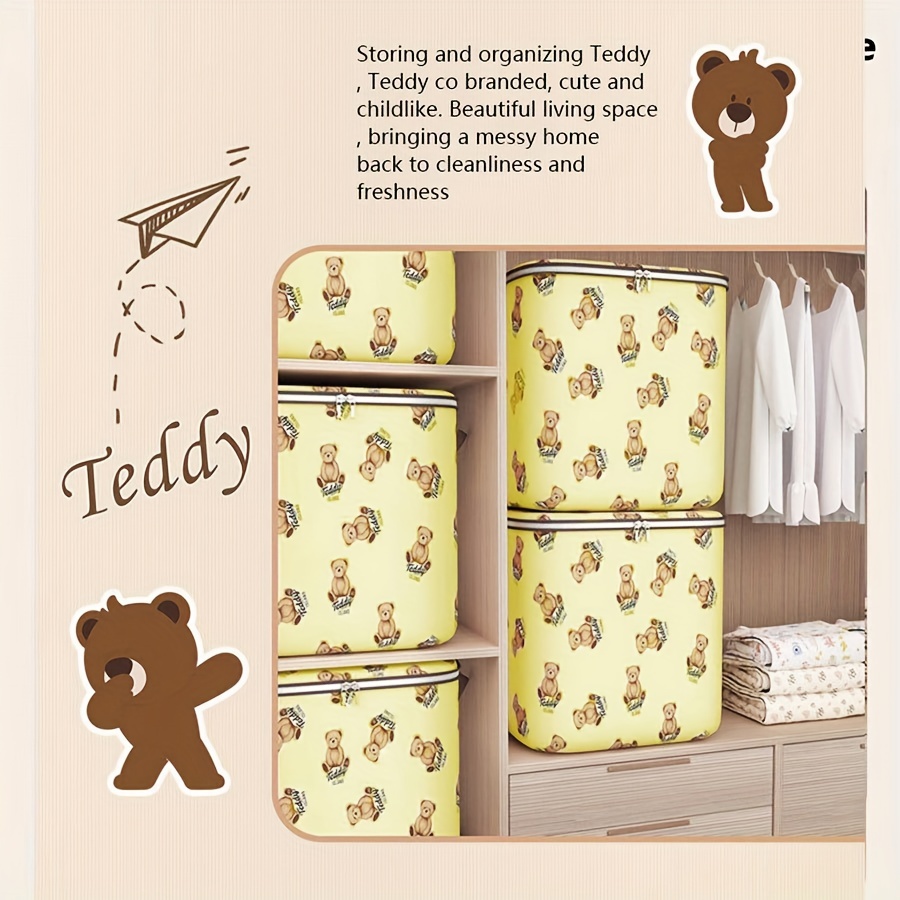 Storing and organizing Teddy
, Teddy co branded, cute and
childlike. Beautiful living space
, bringing a messy home
back to cleanliness and
freshness
e
Teddy